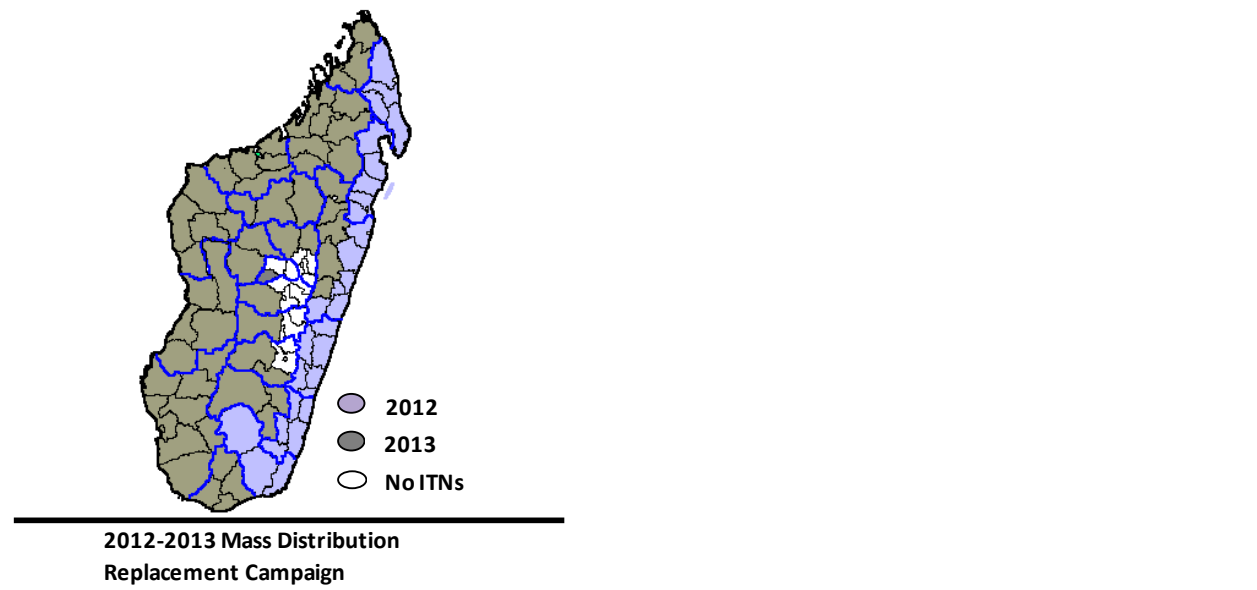 2012
2013
No ITNs
2012-2013 Mass Distribution
Replacement Campaign